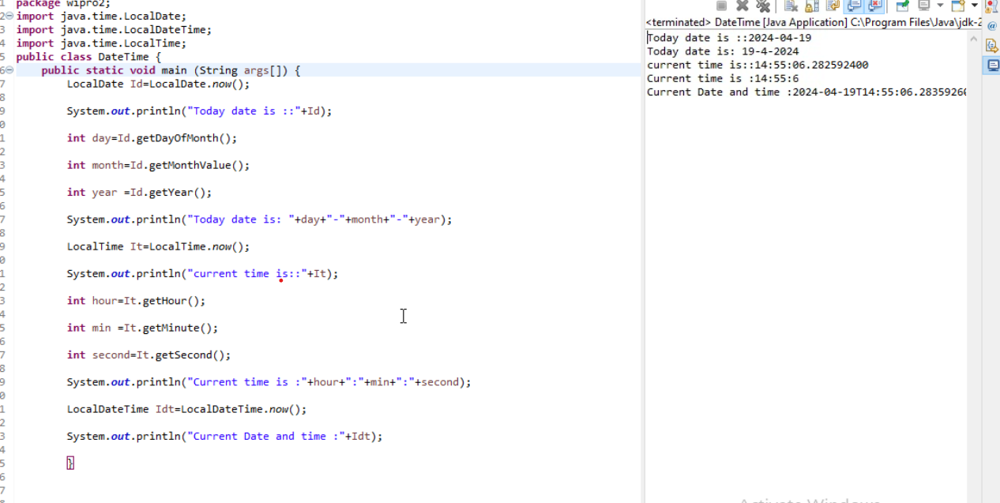 package wipro2;
import java.time.LocalDate;
import java.time.LocalDateTime;
import java.time.LocalTime;
public class DateTime {
public static void main (String args[]) {
LocalDate Id=LocalDate.now();
System.out.println("Today date is ::"+Id);
int day=Id.getDayOfMonth();
int month=Id.getMonthValue();
int year =Id.getYear();
System.out.println("Today date is: "+day+"-"+month+"-"+year);
LocalTime It=LocalTime.now();
System.out.println("current time is::"+It);
int hour=It.getHour();
int min =It.getMinute();
int second=It.getSecond();
System.out.println("Current time is :"+hour+":"+min+":"+second);
LocalDateTime Idt=LocalDateTime.now();
System.out.println("Current Date and time :"+Idt);
}
<terminated> DateTime [Java Application] C:\Program Files\Java\jdk-2
Today date is ::2024-04-19
Today date is: 19-4-2024
current time is::14:55:06.282592400
Current time is :14:55:6
Current Date and time :2024-04-19T14:55:06.2835926
Activate Windows